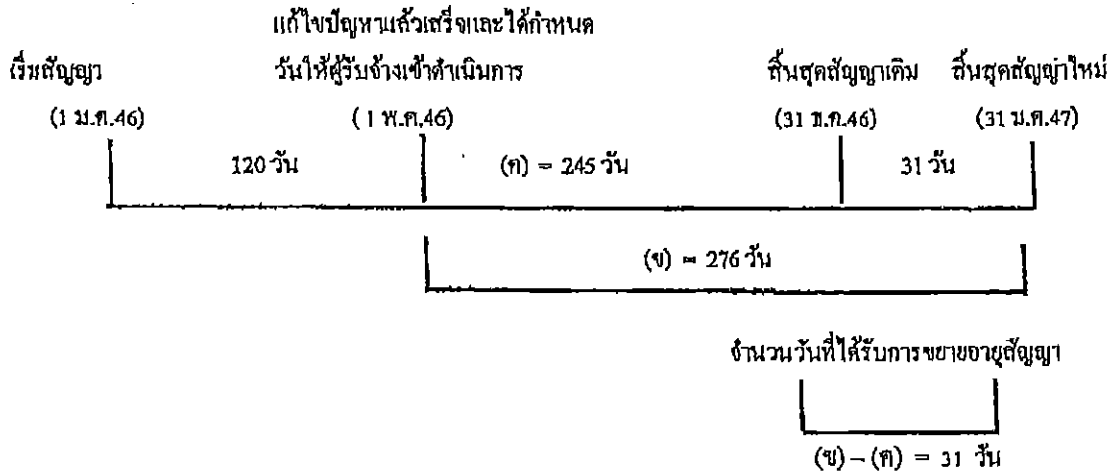 แก้ไขปัญหาแล้วเสร็จและได้กำหนด
เริ่มสัญญา วันให้ผู้รับจ้างเข้าดำเนินการ สิ้นสุดสัญญาเดิม สิ้นสุดสัญญาใหม่
(1 ม.ค.46) (1 พ.ค.46) (31 ธ.ค.46) (31 ม.ค.47)
120 วัน (ค) = 245 วัน 31 วัน
(ข) = 276 วัน
จำนวนวันที่ได้รับการขยายอายุสัญญา
(ข) – (ค) = 31 วัน